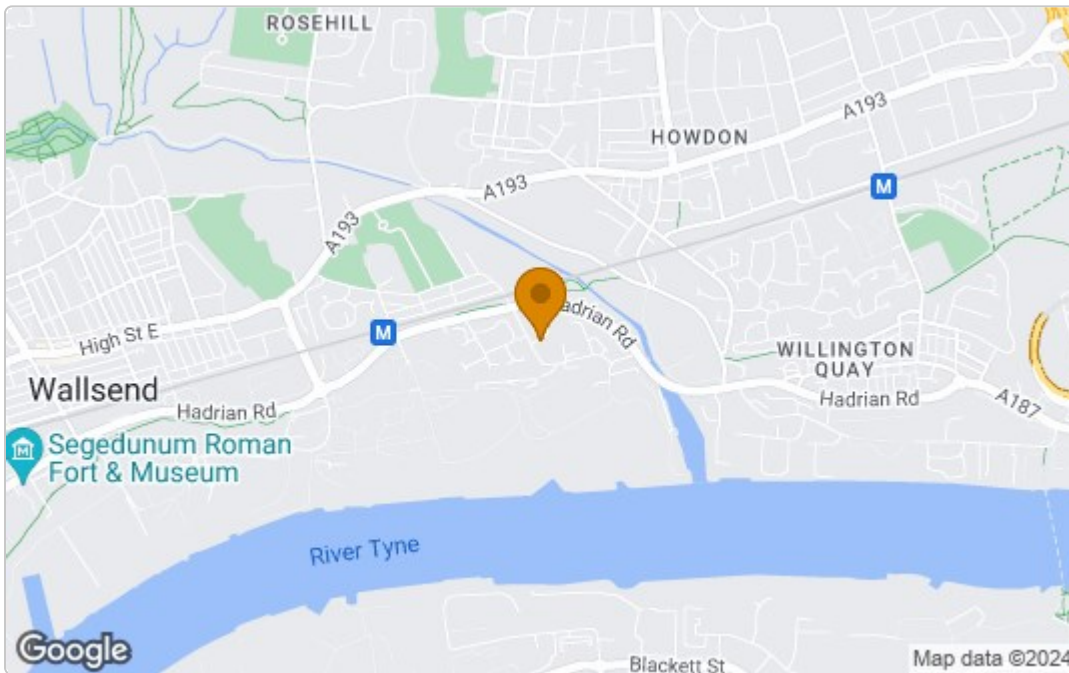 ROSEHILL
A193
HOWDON
M
A193
A193
Hadrian Rd
High St E
M
WILLINGTON
QUAY
Wallsend
Hadrian Rd
Hadrian Rd
A187
M
Segedunum Roman
Fort & Museum
River Tyne
Google
Blackett St
Map data ©2024